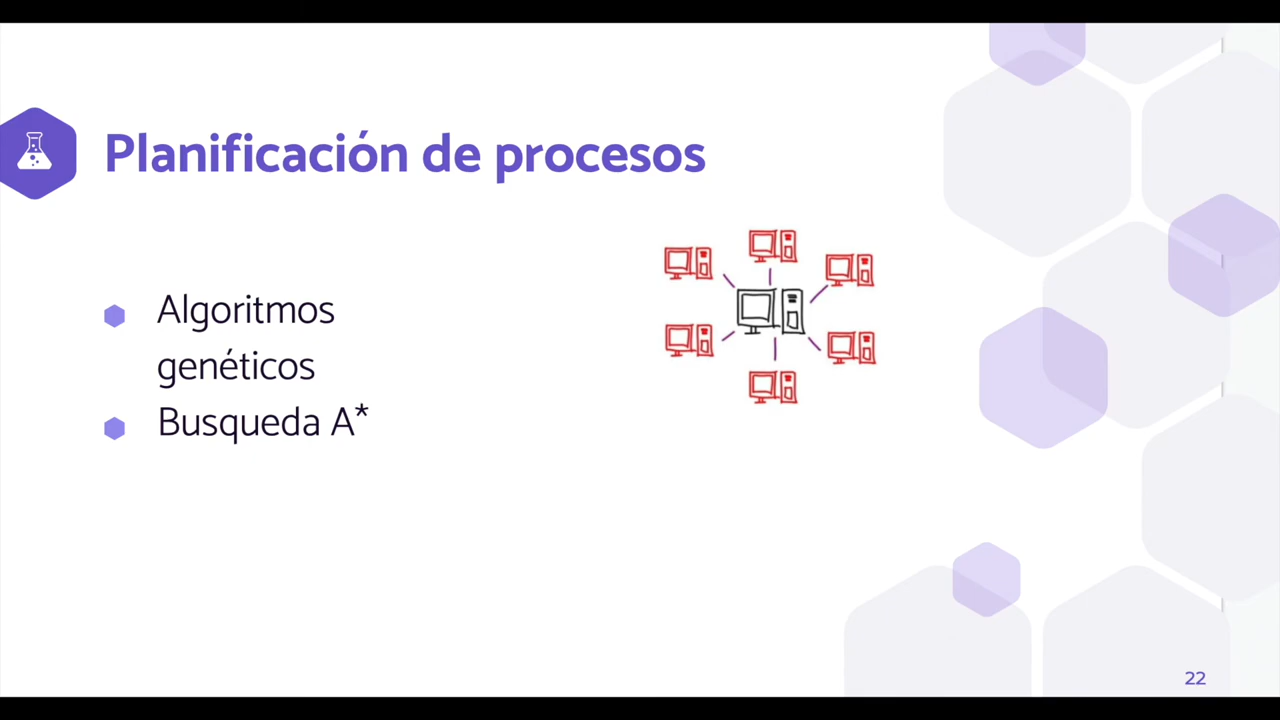 Planificación de procesos
Algoritmos
genéticos
Busqueda A*
22